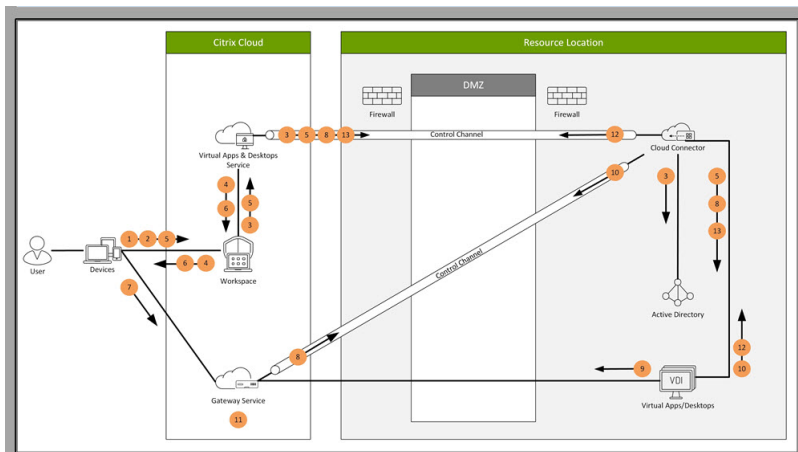 Citrix Cloud
Resource Location
DMZ
Firewall
Firewall
3 5 8 13
Control Channel
12
Virtual Apps & Desktops
Service
Cloud Connector
4
6
5
3
10
3
5
8
13
1 2 5
User
Devices
6 4
Workspace
Control Channel
7
Active Directory
8
12
10
9
VDI
Gateway Service
Virtual Apps/Desktops
11